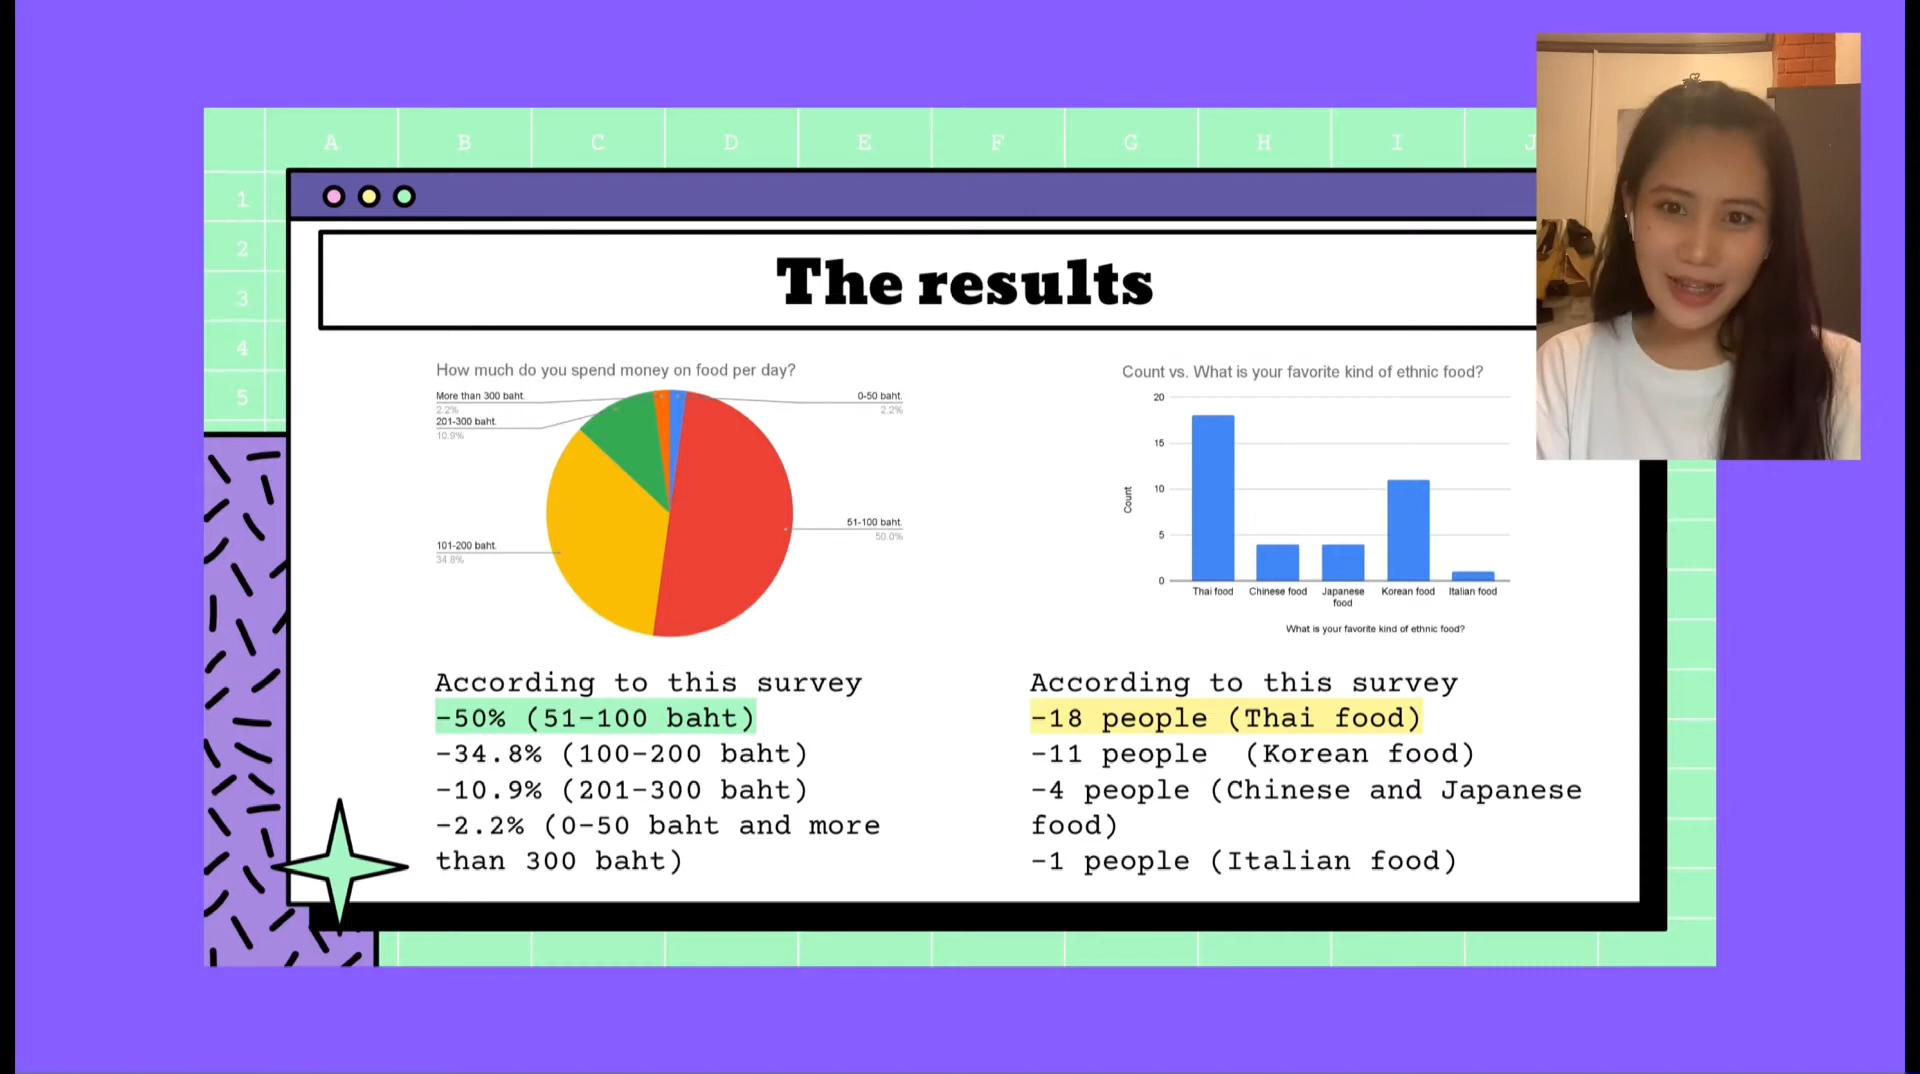 A B C D E F G H I J
1
2
3
4
5
The results
How much do you spend money on food per day?
More than 300 baht.
2.2%
201-300 baht.
10.9%
0-50 baht.
2.2%
51-100 baht.
50.0%
101-200 baht.
34.8%
According to this survey
-50% (51-100 baht)
-34.8% (100-200 baht)
-10.9% (201-300 baht)
-2.2% (0-50 baht and more
than 300 baht)
Count vs. What is your favorite kind of ethnic food?
20
15
10
5
0
Count
Thai food
Chinese food
Japanese
food
Korean food
Italian food
What is your favorite kind of ethnic food?
According to this survey
-18 people (Thai food)
-11 people  (Korean food)
-4 people (Chinese and Japanese
food)
-1 people (Italian food)